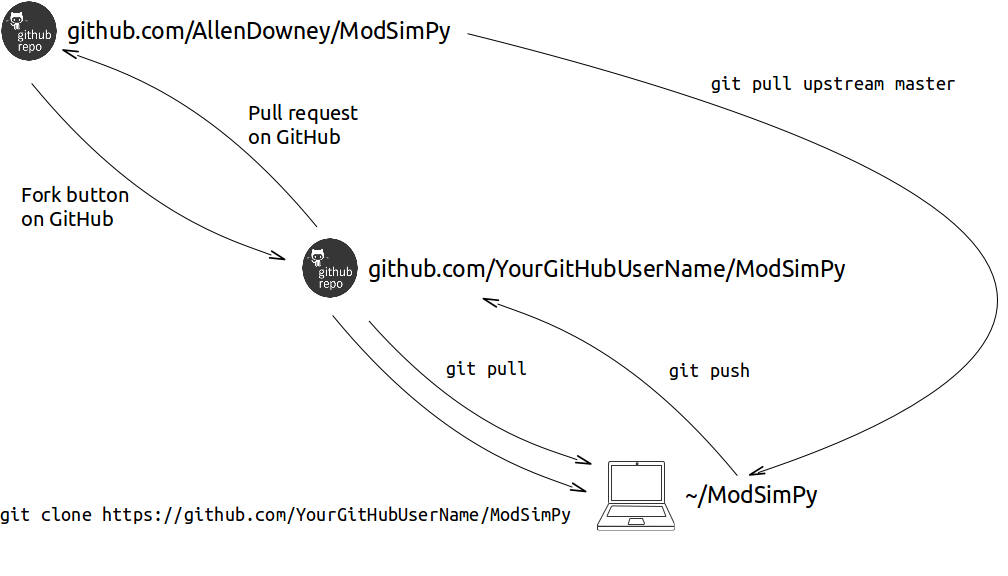 github
repo
github.com/AllenDowney/ModSimPy
git pull upstream master
Pull request
on GitHub
Fork button
on GitHub
github
repo
github.com/YourGitHubUserName/ModSimPy
git pull
git push
~/ModSimPy
git clone https://github.com/YourGitHubUserName/ModSimPy